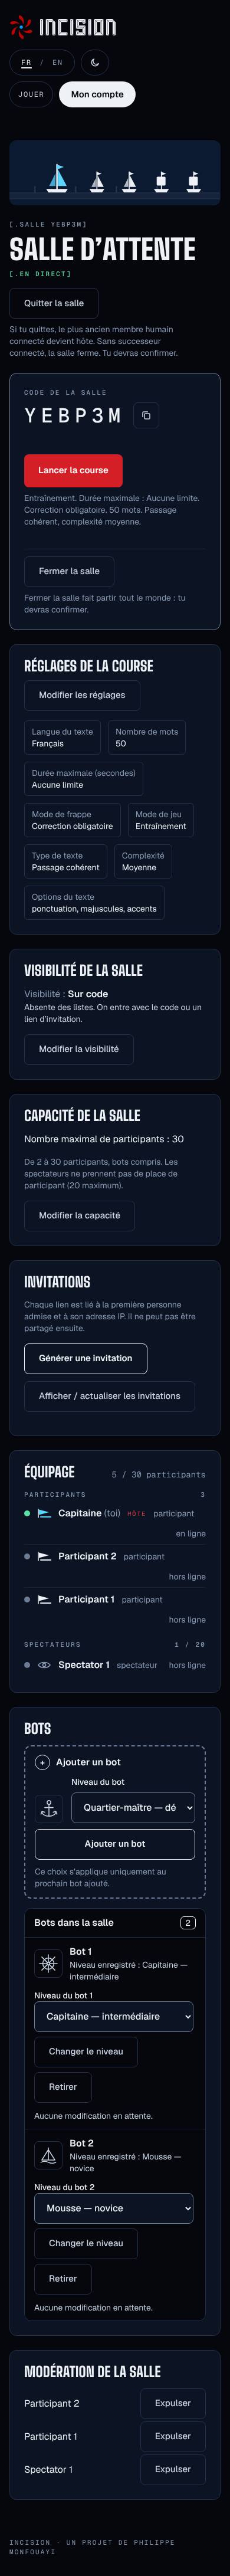 INCISION
FR / EN
JOUER
Mon compte
[.SALLE YEBP3M]
SALLE D'ATTENTE
[.EN DIRECT]
Quitter la salle
Si tu quittes, le plus ancien membre humain
connecté devient hôte. Sans successeur
connecté, la salle ferme. Tu devras confirmer.
CODE DE LA SALLE
YEBP3M
Lancer la course
Entraînement. Durée maximale : Aucune limite.
Correction obligatoire. 50 mots. Passage
cohérent, complexité moyenne.
Fermer la salle
Fermer la salle fait partir tout le monde : tu
devras confirmer.
RÉGLAGES DE LA COURSE
Modifier les réglages
Langue du texte
Français
Nombre de mots
50
Durée maximale (secondes)
Aucune limite
Mode de frappe
Correction obligatoire
Mode de jeu
Entraînement
Type de texte
Passage cohérent
Complexité
Moyenne
Options du texte
ponctuation, majuscules, accents
VISIBILITÉ DE LA SALLE
Visibilité : Sur code
Absente des listes. On entre avec le code ou un
lien d'invitation.
Modifier la visibilité
CAPACITÉ DE LA SALLE
Nombre maximal de participants : 30
De 2 à 30 participants, bots compris. Les
spectateurs ne prennent pas de place de
participant (20 maximum).
Modifier la capacité
INVITATIONS
Chaque lien est lié à la première personne
admise et à son adresse IP. Il ne peut pas être
partagé ensuite.
Générer une invitation
Afficher / actualiser les invitations
ÉQUIPAGE
5 / 30 participants
PARTICIPANTS 3
Capitaine (toi) HÔTE participant
en ligne
Participant 2 participant
hors ligne
Participant 1 participant
hors ligne
SPECTATEURS 1 / 20
Spectator 1 spectateur hors ligne
BOTS
+ Ajouter un bot
Niveau du bot
Quartier-maître — dé
Ajouter un bot
Ce choix s'applique uniquement au
prochain bot ajouté.
Bots dans la salle 2
Bot 1
Niveau enregistré : Capitaine —
intermédiaire
Niveau du bot 1
Capitaine — intermédiaire
Changer le niveau
Retirer
Aucune modification en attente.
Bot 2
Niveau enregistré : Mousse —
novice
Niveau du bot 2
Mousse — novice
Changer le niveau
Retirer
Aucune modification en attente.
MODÉRATION DE LA SALLE
Participant 2 Expulser
Participant 1 Expulser
Spectator 1 Expulser
INCISION · UN PROJET DE PHILIPPE
MONFOUAYI